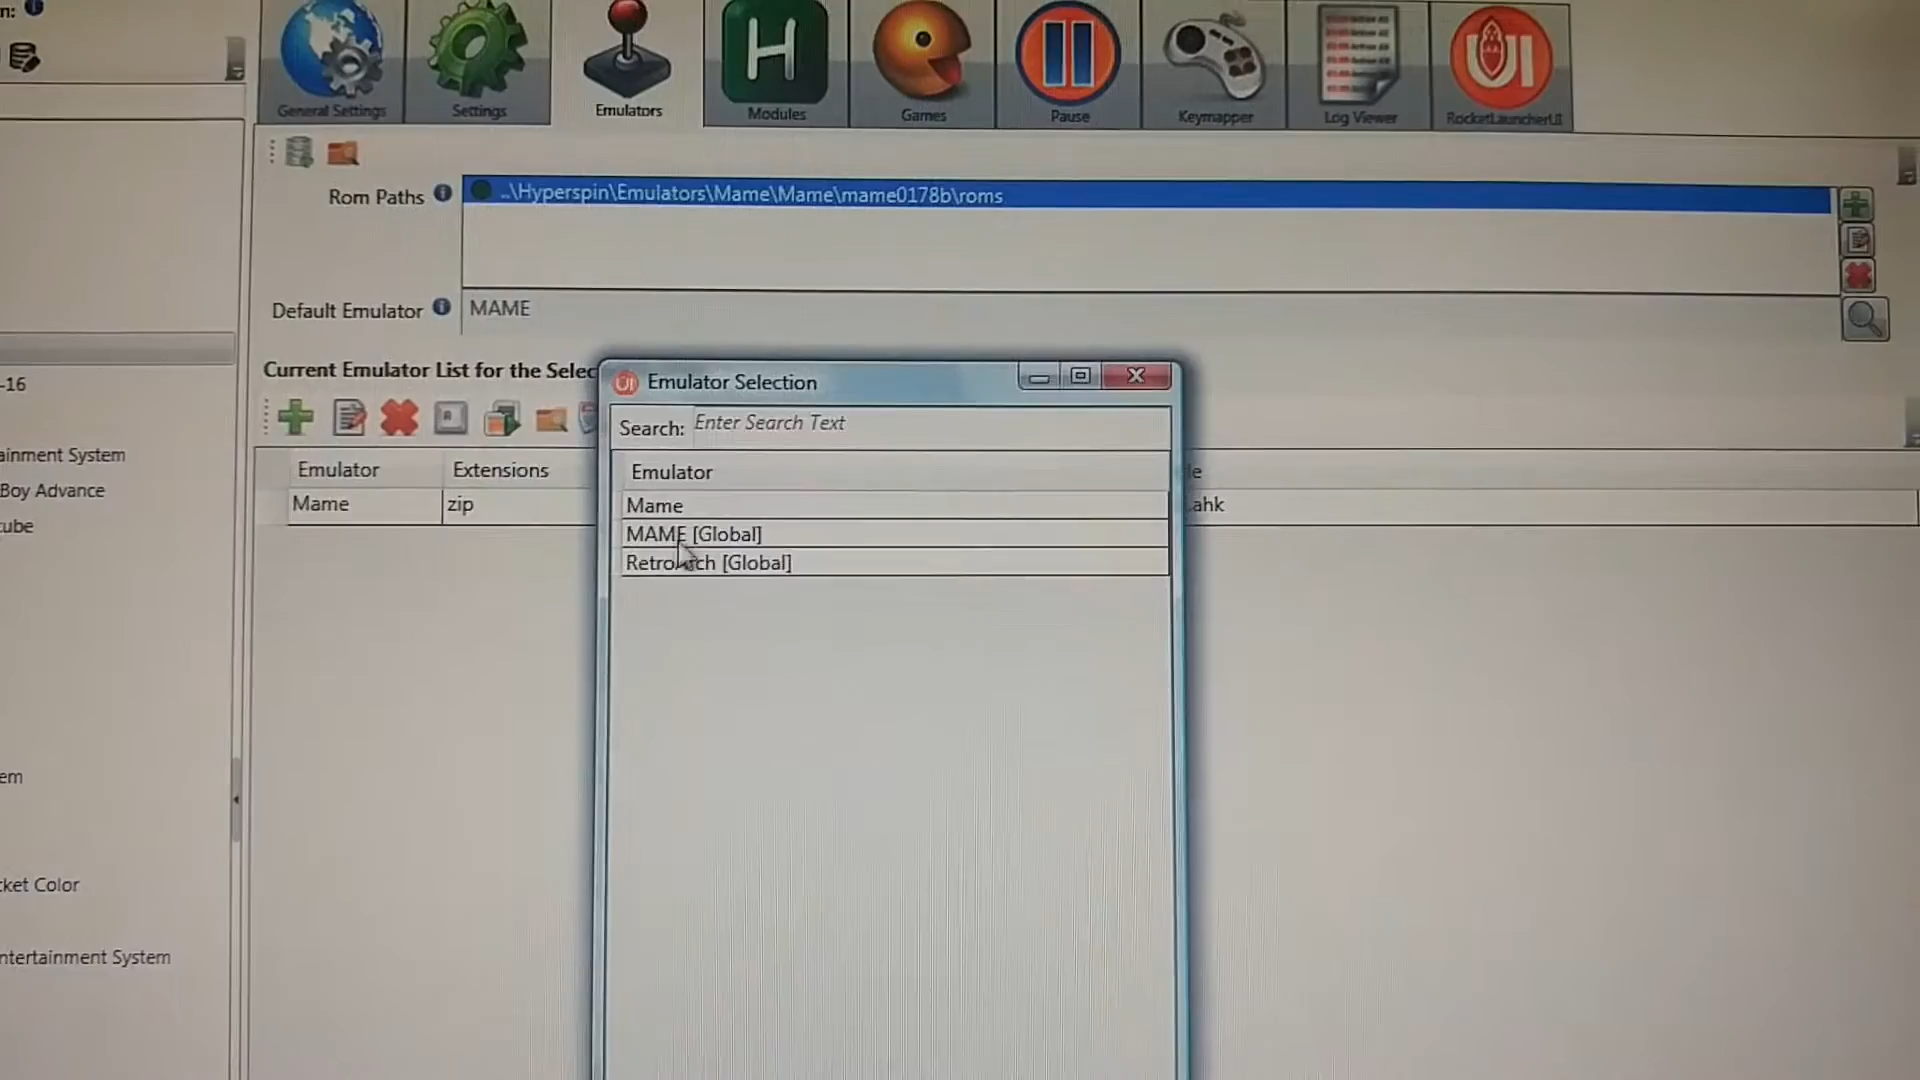 n:
General Settings
Settings
Emulators
Modules
Games
Pause
Keymapper
Log Viewer
RocketLauncherUI
Rom Paths
..\Hyperspin\Emulators\Mame\Mame\mame0178b\roms
Default Emulator
MAME
Current Emulator List for the Selec
Emulator Selection
Search:
Enter Search Text
Emulator
Extensions
Mame
zip
Emulator
Mame
MAME [Global]
RetroArch [Global]
le
.ahk
-16
ainment System
Boy Advance
cube
em
cket Color
ntertainment System